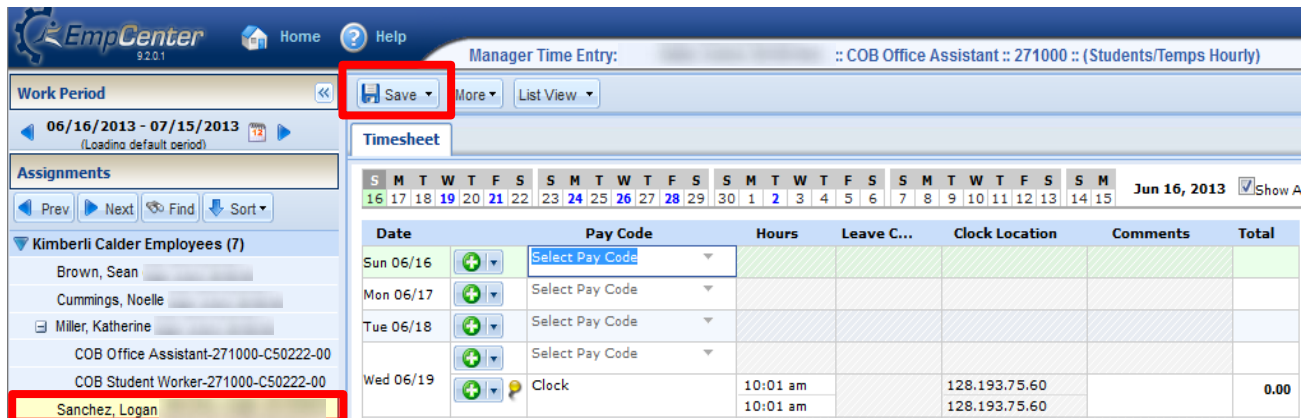 EmpCenter
9.2.0.1
Home
Help
Manager Time Entry: :: COB Office Assistant :: 271000 :: (Students/Temps Hourly)
Work Period
Save More List View
06/16/2013 - 07/15/2013
(Loading default period)
Timesheet
Assignments
Prev Next Find Sort
S M T W T F S S M T W T F S S M T W T F S S M T W T F S S M
16 17 18 19 20 21 22 23 24 25 26 27 28 29 30 1 2 3 4 5 6 7 8 9 10 11 12 13 14 15
Jun 16, 2013 Show A
Kimberli Calder Employees (7)
Brown, Sean
Cummings, Noelle
Miller, Katherine
COB Office Assistant-271000-C50222-00
COB Student Worker-271000-C50222-00
Sanchez, Logan
Date Pay Code Hours Leave C... Clock Location Comments Total
Sun 06/16 Select Pay Code
Mon 06/17 Select Pay Code
Tue 06/18 Select Pay Code
Select Pay Code
Wed 06/19 Clock 10:01 am 128.193.75.60 0.00
10:01 am 128.193.75.60